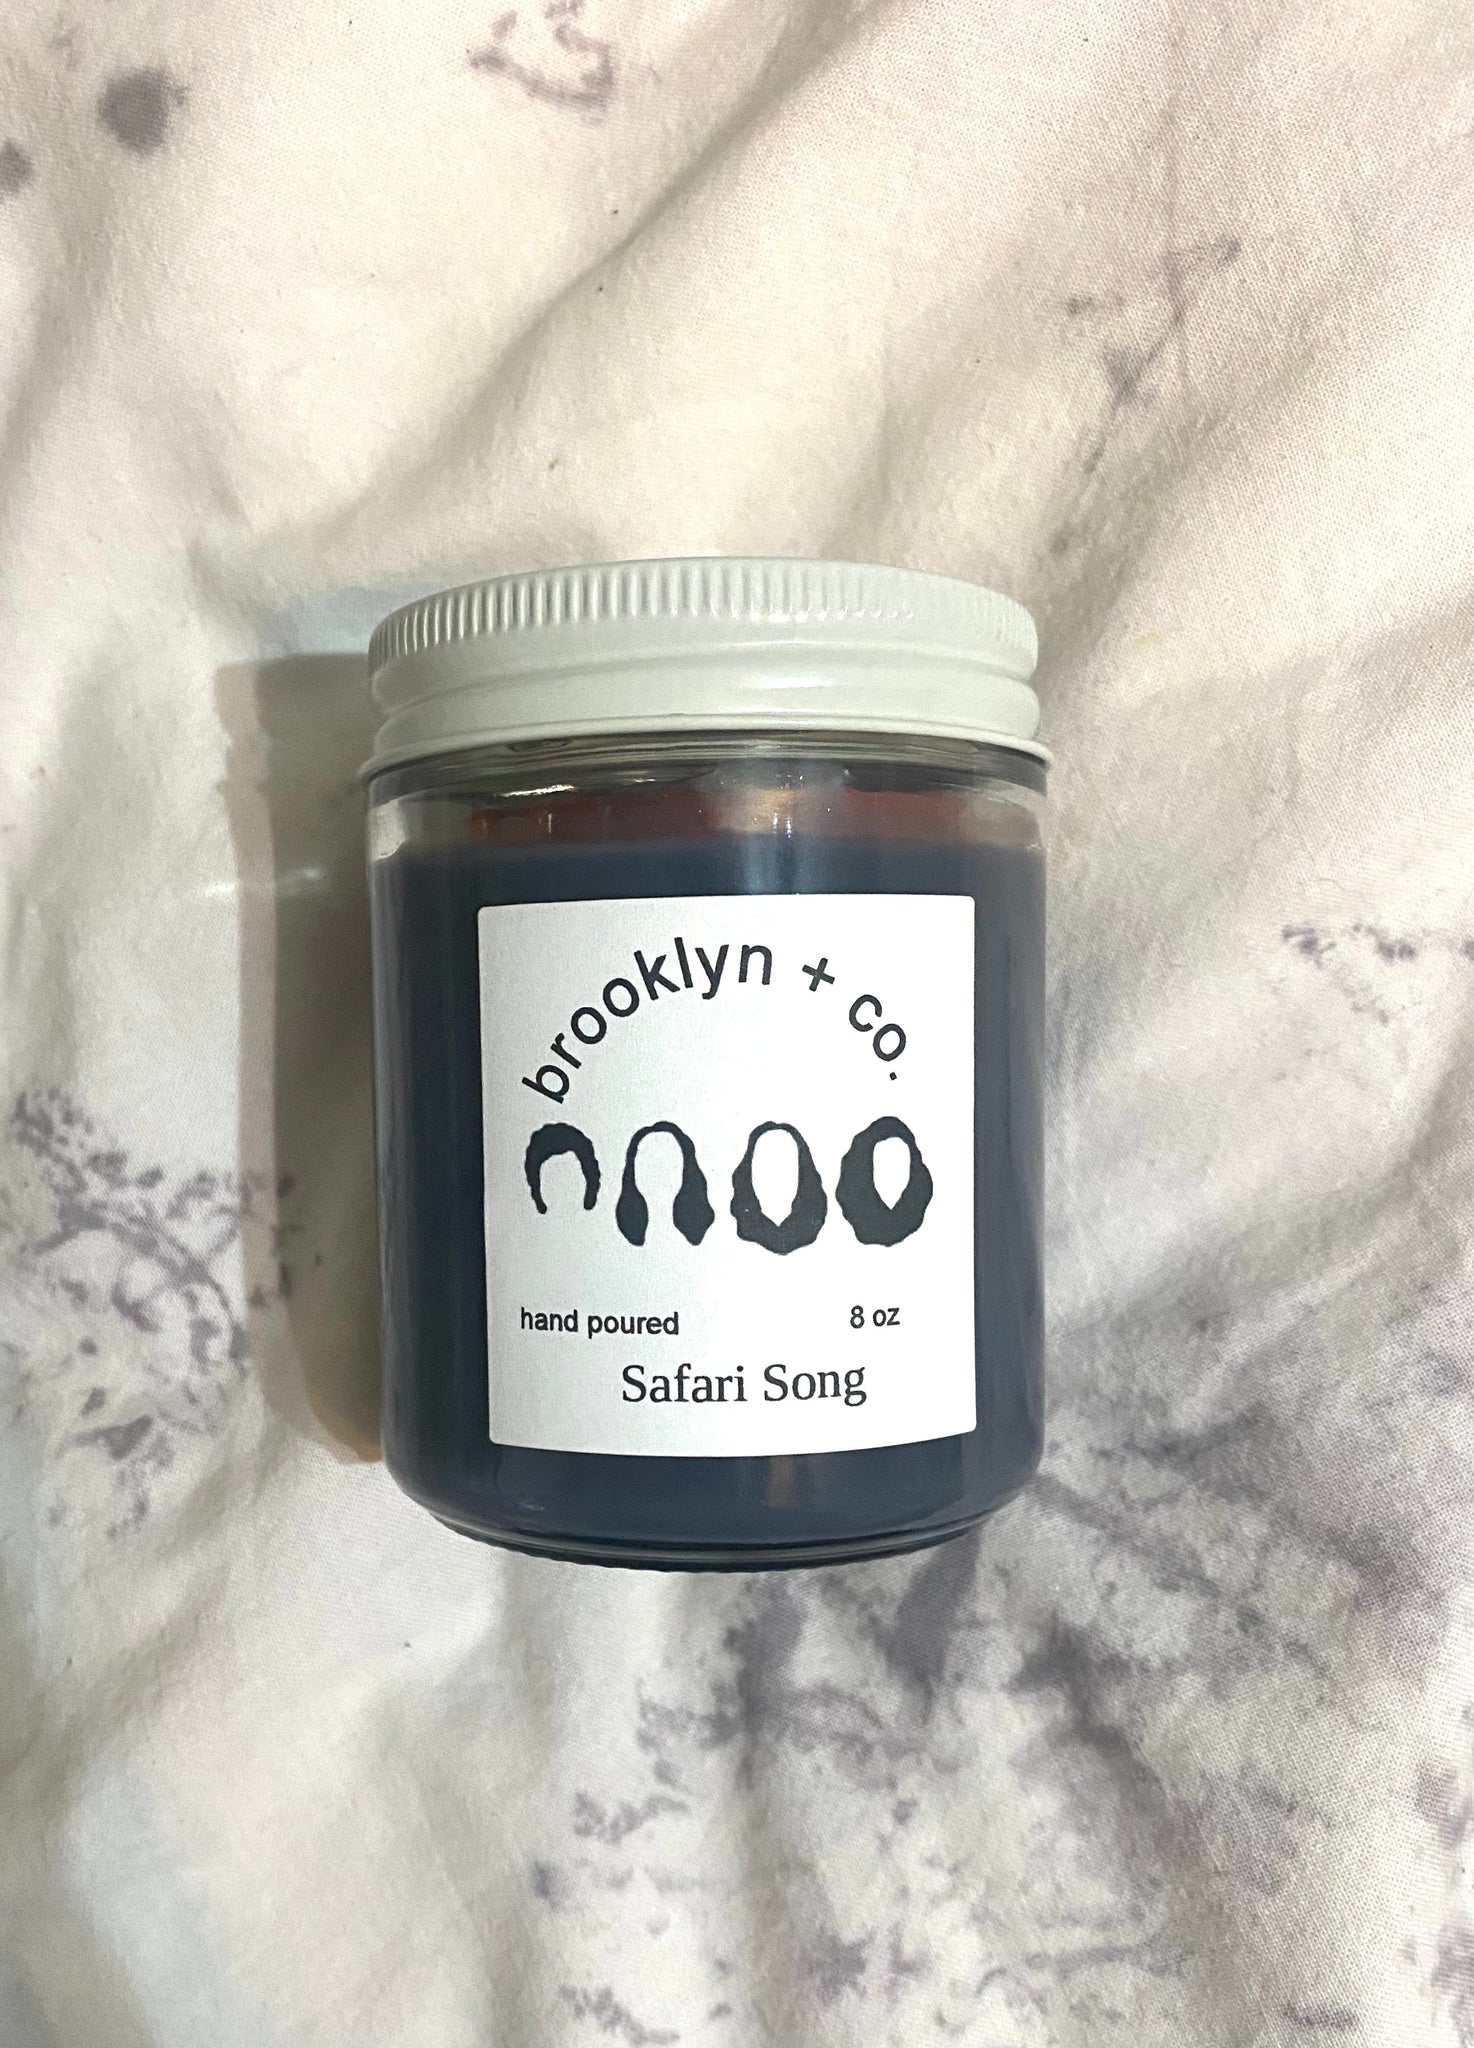 brooklyn + co.
hand poured 8 oz
Safari Song